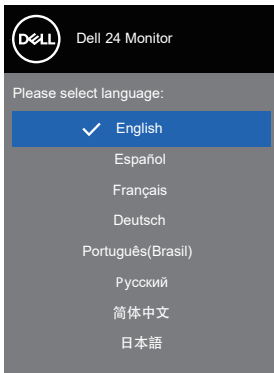 DELL
Dell 24 Monitor
Please select language:
English
Español
Français
Deutsch
Português(Brasil)
Русский
简体中文
日本語